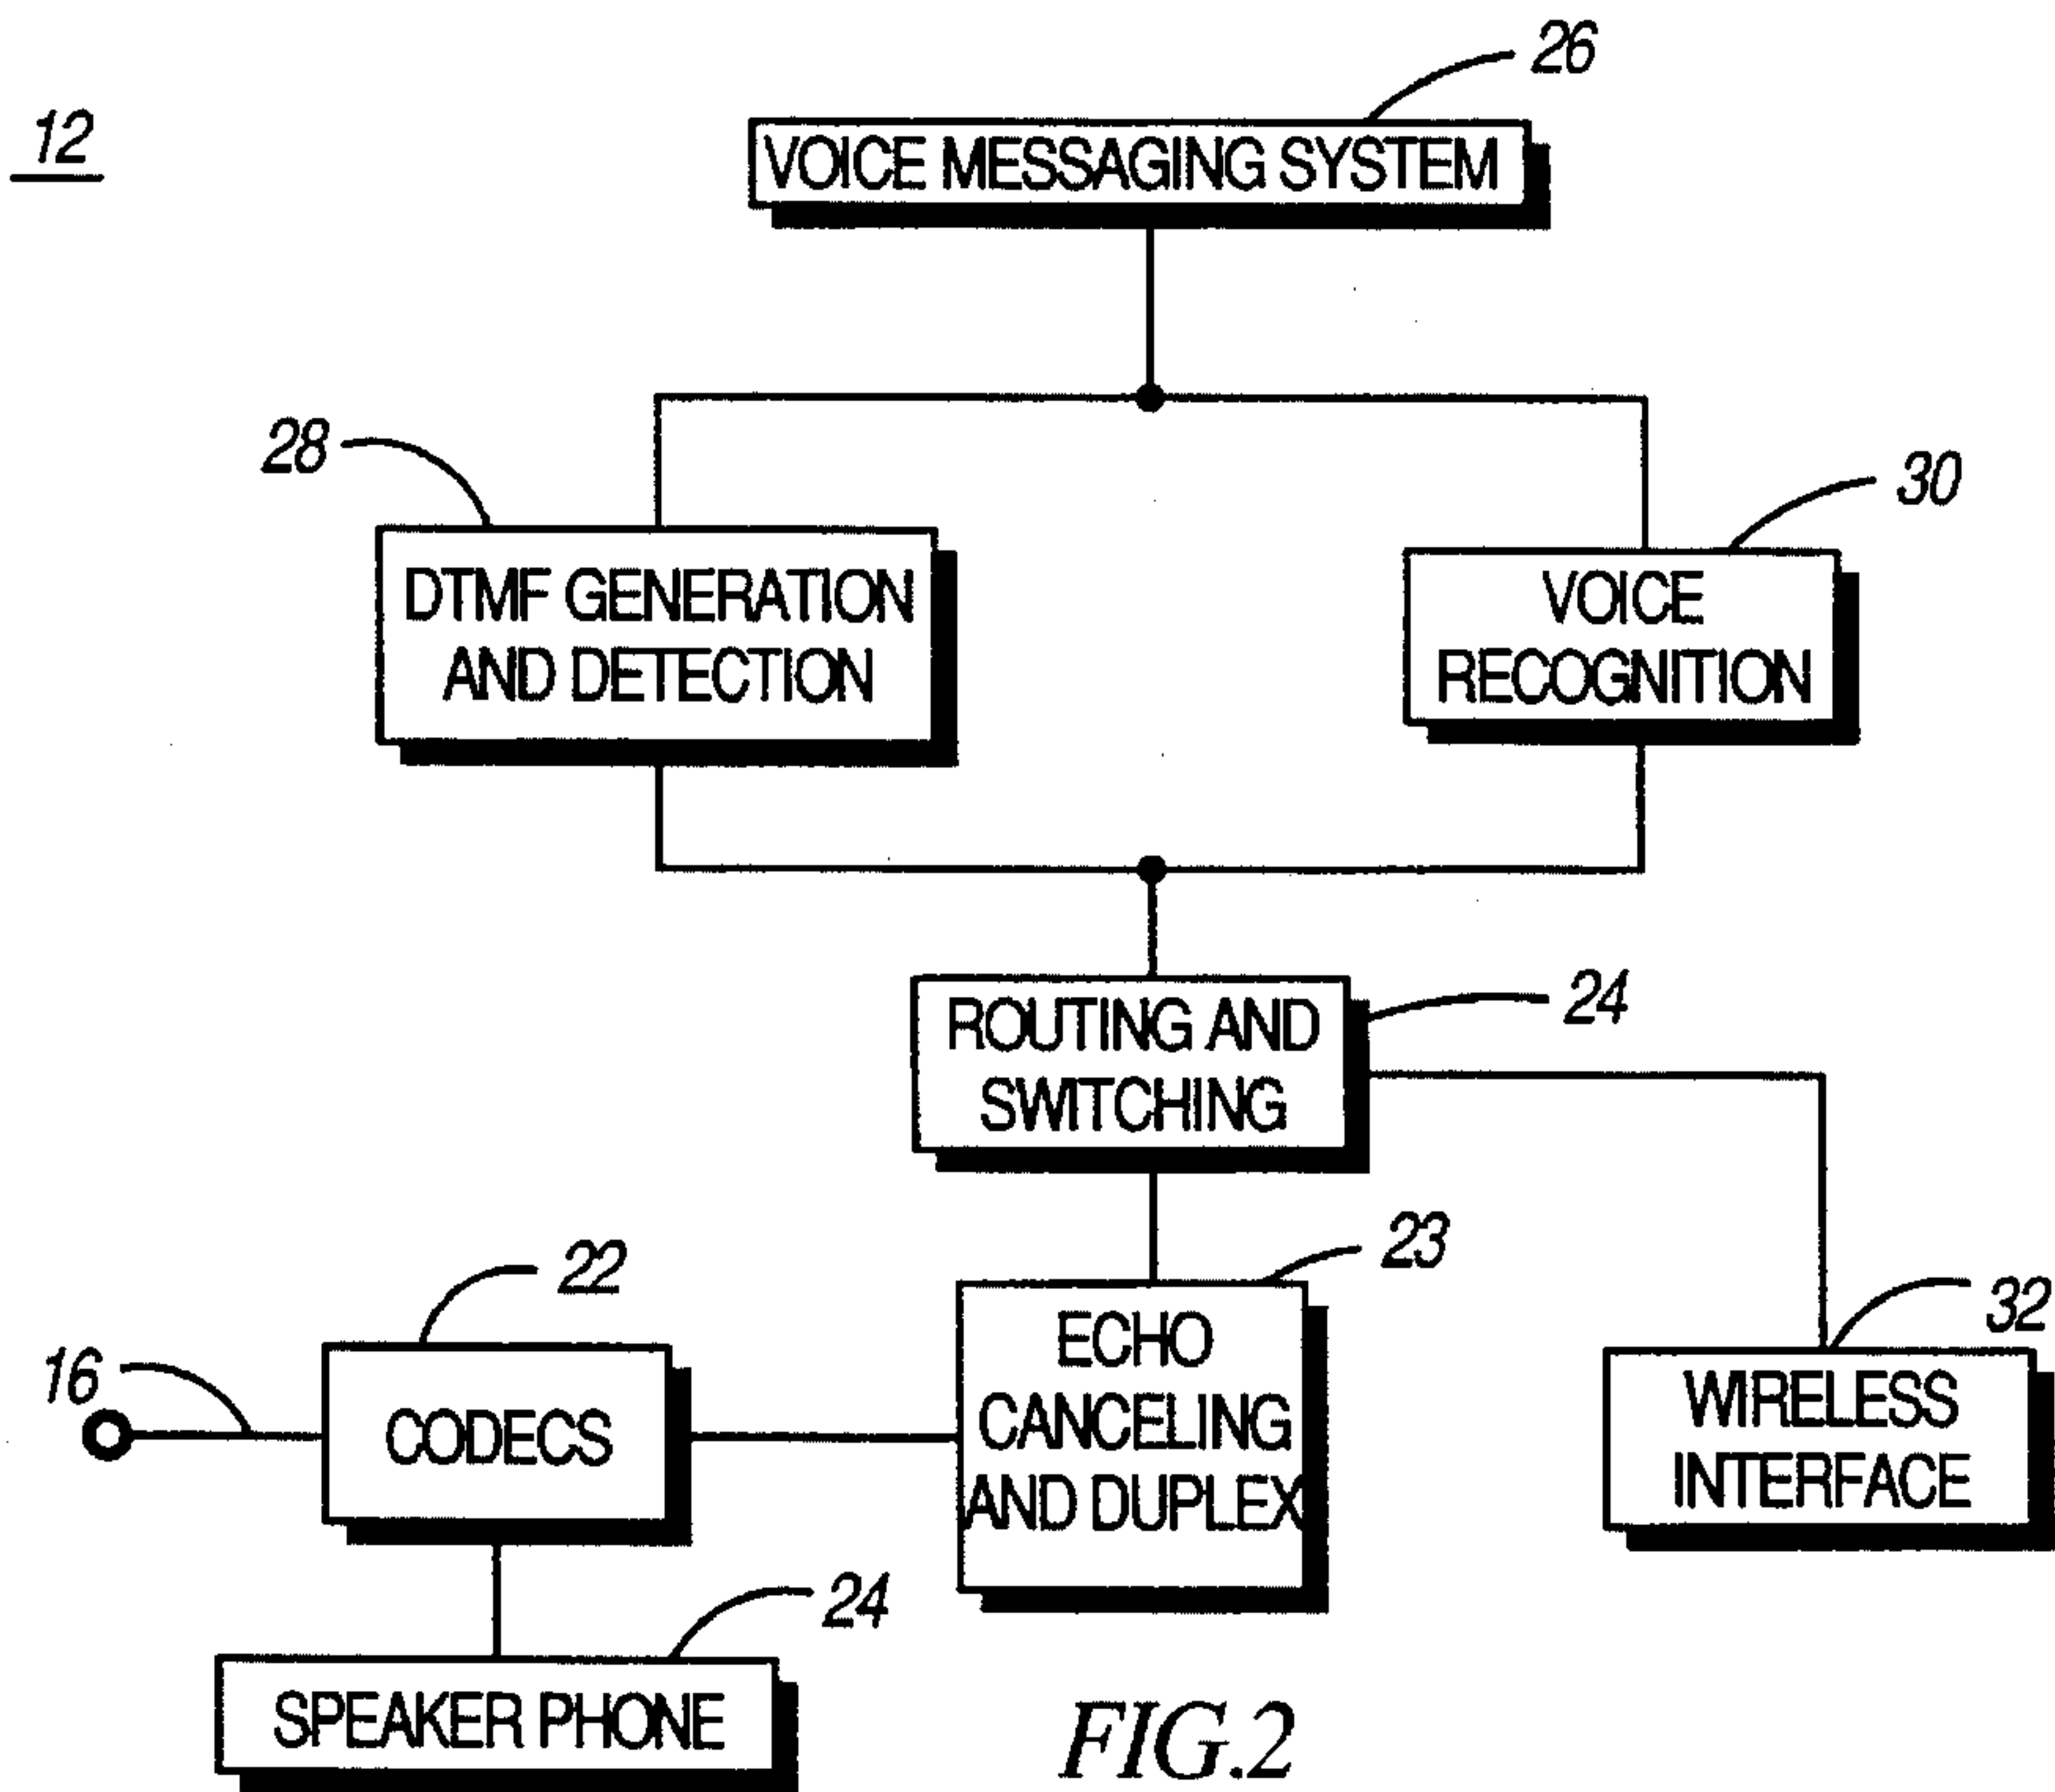 26
12
VOICE MESSAGING SYSTEM
28
30
DTMF GENERATION
AND DETECTION
VOICE
RECOGNITION
24
ROUTING AND
SWITCHING
23
22
32
16
CODECS
ECHO
CANCELING
AND DUPLEX
WIRELESS
INTERFACE
24
SPEAKER PHONE
FIG.2